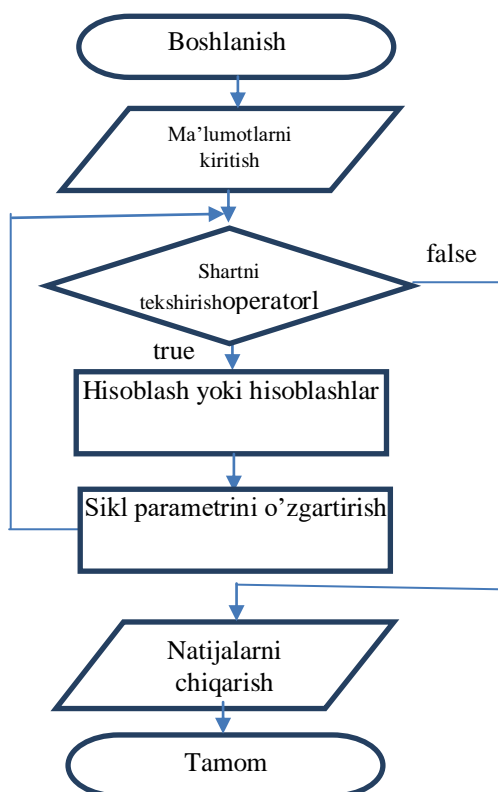 Boshlanish
Ma’lumotlarni
kiritish
Shartni
tekshirishoperatorl
false
true
Hisoblash yoki hisoblashlar
Sikl parametrini o’zgartirish
Natijalarni
chiqarish
Tamom